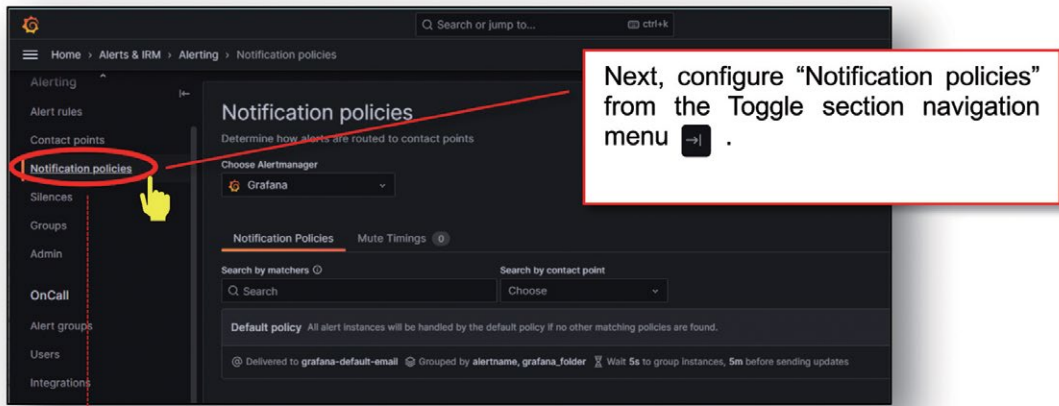 Search or jump to... ctrl+k
Home › Alerts & IRM › Alerting › Notification policies
Alerting
Alert rules
Contact points
Notification policies
Silences
Groups
Admin
OnCall
Alert groups
Users
Integrations
Notification policies
Determine how alerts are routed to contact points
Choose Alertmanager
Grafana
Notification Policies Mute Timings 0
Search by matchers Search by contact point
Search Choose
Default policy All alert instances will be handled by the default policy if no other matching policies are found.
Delivered to grafana-default-email Grouped by alertname, grafana_folder Wait 5s to group instances, 5m before sending updates
Next, configure “Notification policies”
from the Toggle section navigation
menu .